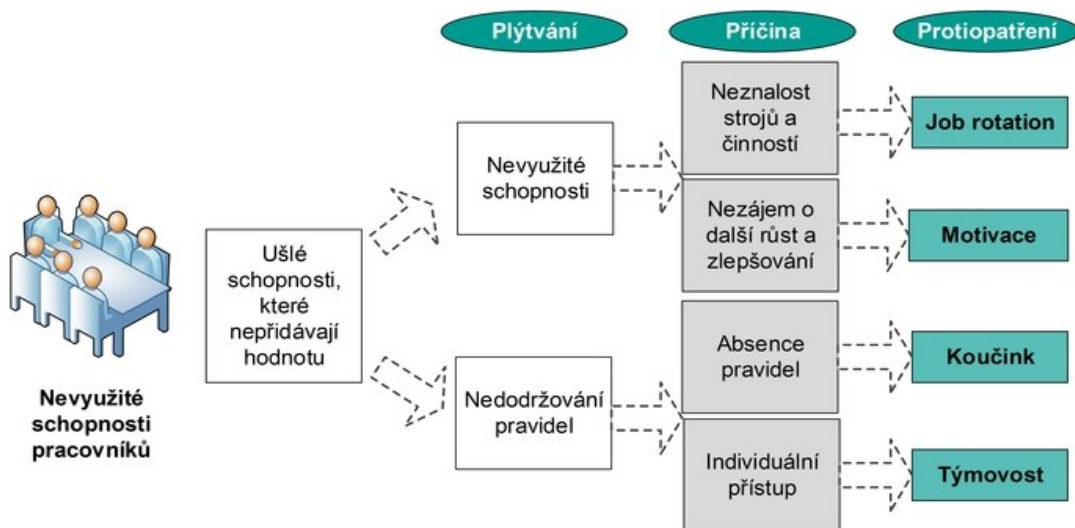 Plýtvání
Příčina
Protiopatření
Neznalost
strojů a
činností
Job rotation
Nevyužité
schopnosti
Nezájem o
další růst a
zlepšování
Motivace
Ušlé
schopnosti,
které
nepřidávají
hodnotu
Absence
pravidel
Koučink
Nevyužité
schopnosti
pracovníků
Nedodržování
pravidel
Individuální
přístup
Týmovost